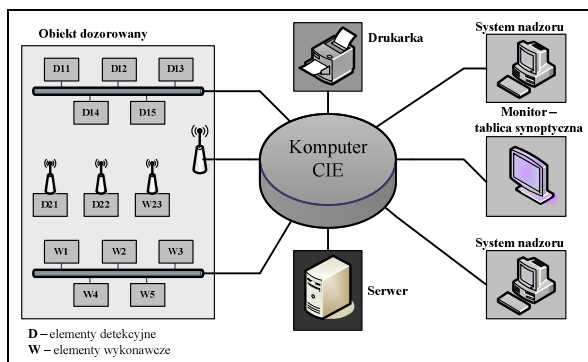 Obiekt dozorowany
D11
D12
D13
D14
D15
D21
D22
W23
W1
W2
W3
W4
W5
D – elementy detekcyjne
W – elementy wykonawcze
Drukarka
Komputer
CIE
Serwer
System nadzoru
Monitor –
tablica synoptyczna
System nadzoru